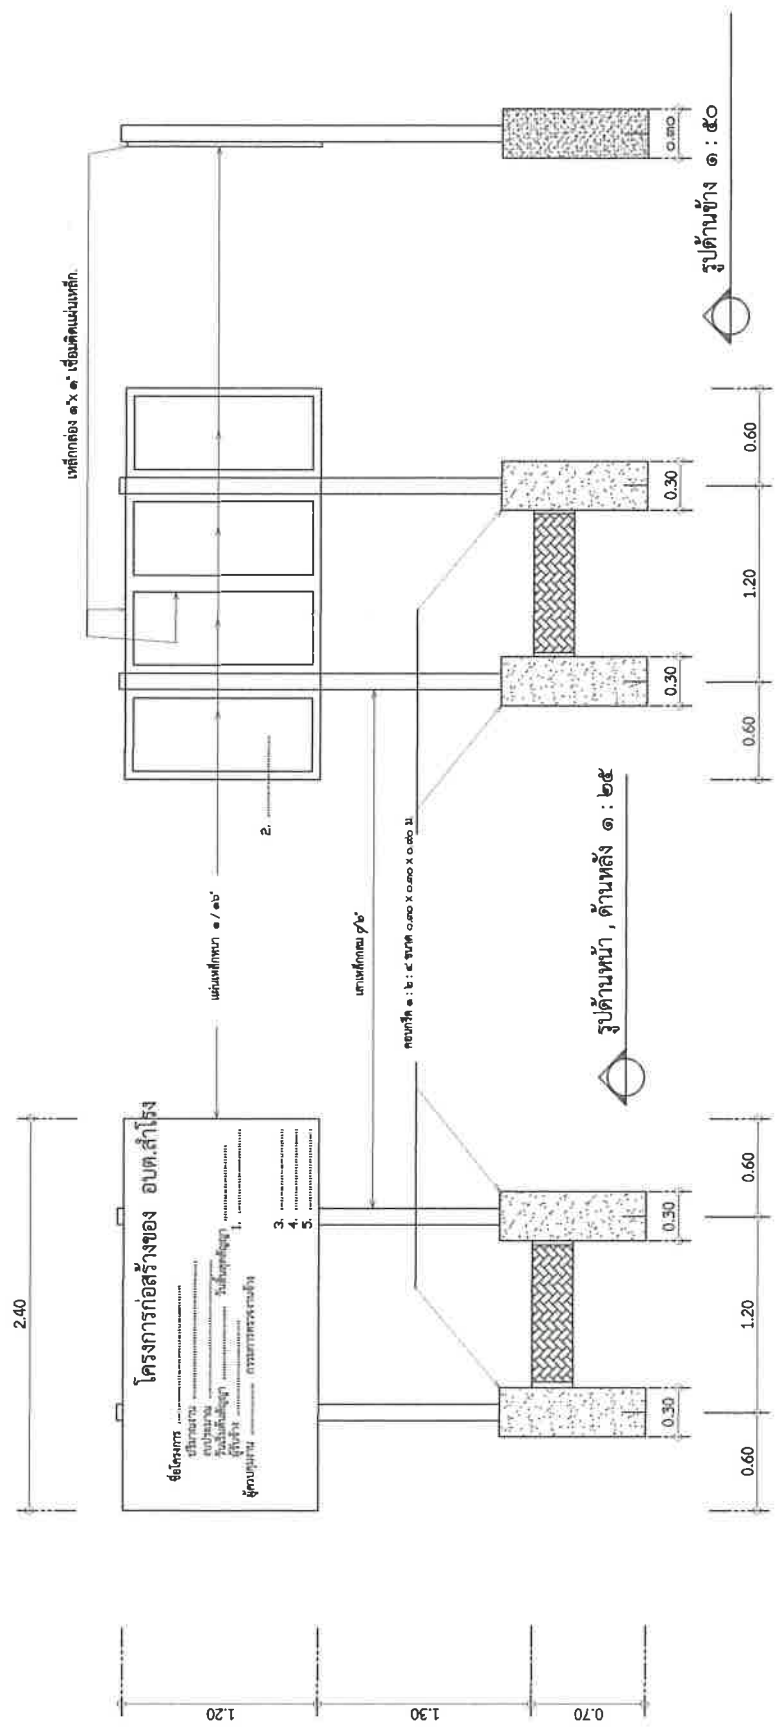 2.40
โครงการก่อสร้างของ อบต.สำโรง
ชื่อโครงการ
ปริมาณงาน
งบประมาณ
วันเริ่มต้นสัญญา วันสิ้นสุดสัญญา
ผู้รับจ้าง 1.
2.
ผู้ควบคุมงาน กรรมการตรวจงานจ้าง 3.
4.
5.
1.20
1.30
0.70
0.60
0.30
1.20
0.30
0.60
แผ่นเหล็กหนา ๑ / ๑๖"
เสาเหล็กกลม ๖"
คอนกรีต ๑ : ๒ : ๔ ขนาด ๐.๓๐ x ๐.๓๐ x ๐.๗๐ ม.
รูปด้านหน้า , ด้านหลัง ๑ : ๒๕
เหล็กกล่อง ๑"x ๑" เชื่อมติดแผ่นเหล็ก.
0.60
0.30
1.20
0.30
0.60
๐.๓๐
รูปด้านข้าง ๑ : ๕๐